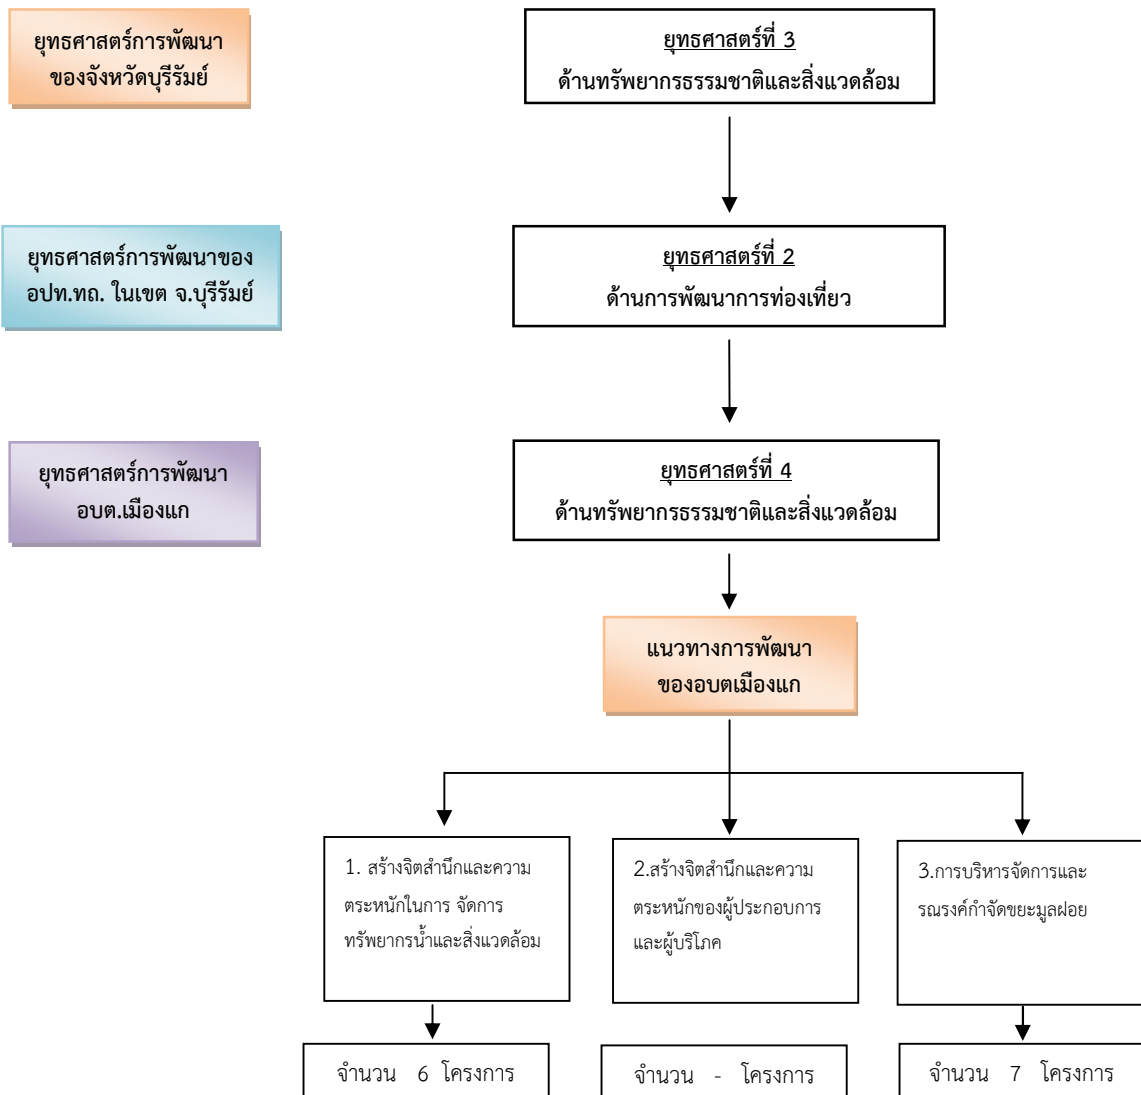 ยุทธศาสตร์การพัฒนา
ของจังหวัดบุรีรัมย์
ยุทธศาสตร์ที่ 3
ด้านทรัพยากรธรรมชาติและสิ่งแวดล้อม
ยุทธศาสตร์การพัฒนาของ
อปท.ทถ. ในเขต จ.บุรีรัมย์
ยุทธศาสตร์ที่ 2
ด้านการพัฒนาการท่องเที่ยว
ยุทธศาสตร์การพัฒนา
อบต.เมืองแก
ยุทธศาสตร์ที่ 4
ด้านทรัพยากรธรรมชาติและสิ่งแวดล้อม
แนวทางการพัฒนา
ของอบตเมืองแก
1. สร้างจิตสำนึกและความ
ตระหนักในการ จัดการ
ทรัพยากรน้ำและสิ่งแวดล้อม
2.สร้างจิตสำนึกและความ
ตระหนักของผู้ประกอบการ
และผู้บริโภค
3.การบริหารจัดการและ
รณรงค์กำจัดขยะมูลฝอย
จำนวน 6 โครงการ
จำนวน - โครงการ
จำนวน 7 โครงการ